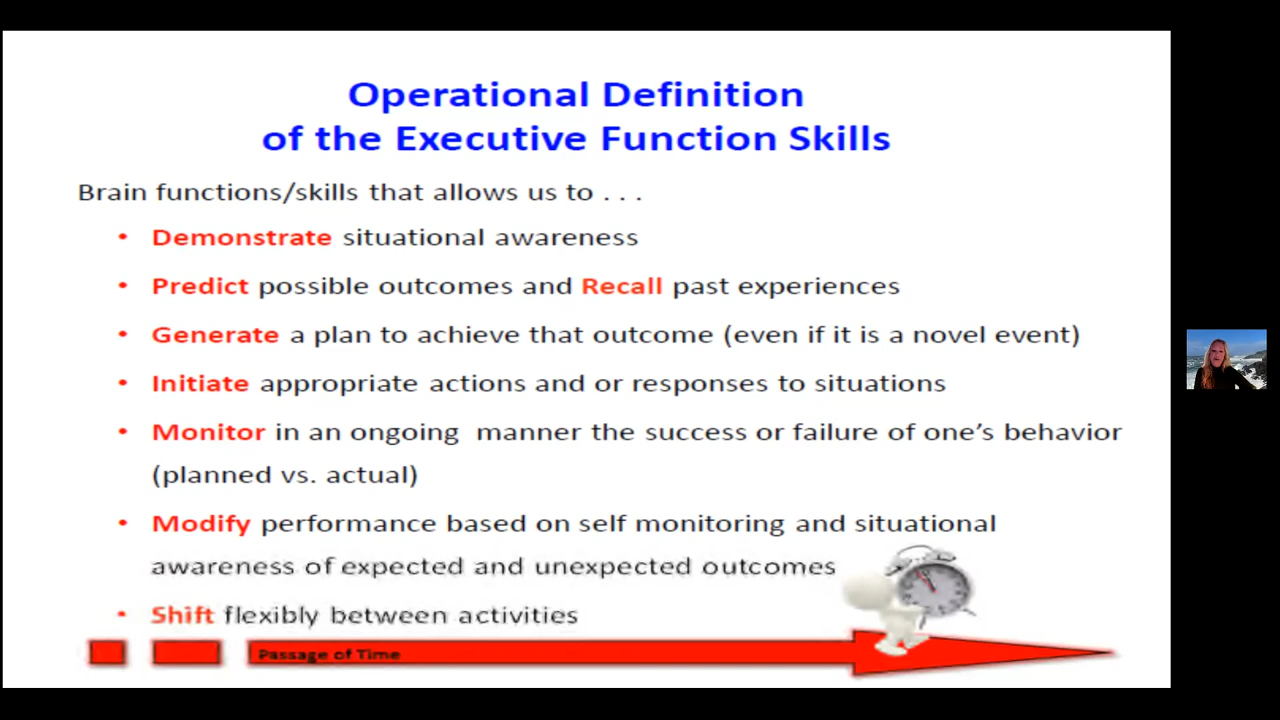 Operational Definition
of the Executive Function Skills
Brain functions/skills that allows us to . . .
• Demonstrate situational awareness
• Predict possible outcomes and Recall past experiences
• Generate a plan to achieve that outcome (even if it is a novel event)
• Initiate appropriate actions and or responses to situations
• Monitor in an ongoing manner the success or failure of one’s behavior
(planned vs. actual)
• Modify performance based on self monitoring and situational
awareness of expected and unexpected outcomes
• Shift flexibly between activities
Passage of Time